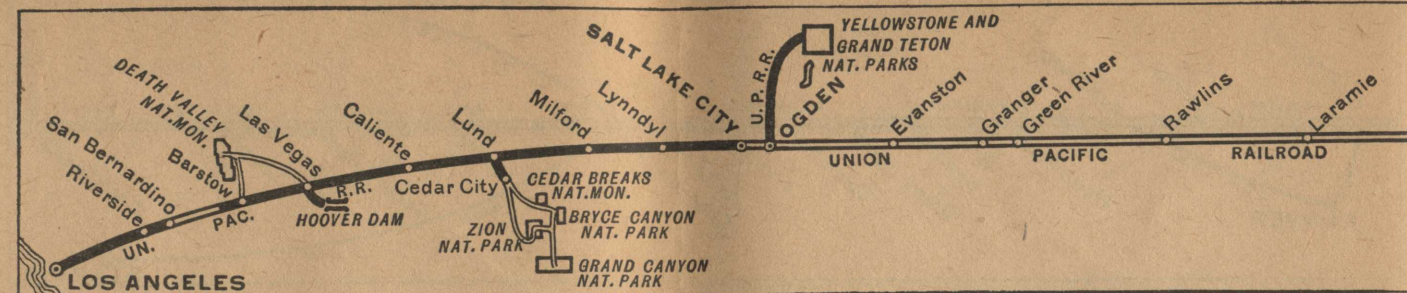 YELLOWSTONE AND
GRAND TETON
NAT. PARKS
U.P.R.R.
SALT LAKE CITY
OGDEN
DEATH VALLEY
NAT. MON.
LOS ANGELES
Riverside
San Bernardino
Barstow
Las Vegas
Caliente
Lund
Milford
Lynndyl
Evanston
Granger
Green River
Rawlins
Laramie
UN.
PAC.
R.R.
HOOVER DAM
Cedar City
CEDAR BREAKS
NAT. MON.
BRYCE CANYON
NAT. PARK
ZION
NAT. PARK
GRAND CANYON
NAT. PARK
UNION
PACIFIC
RAILROAD